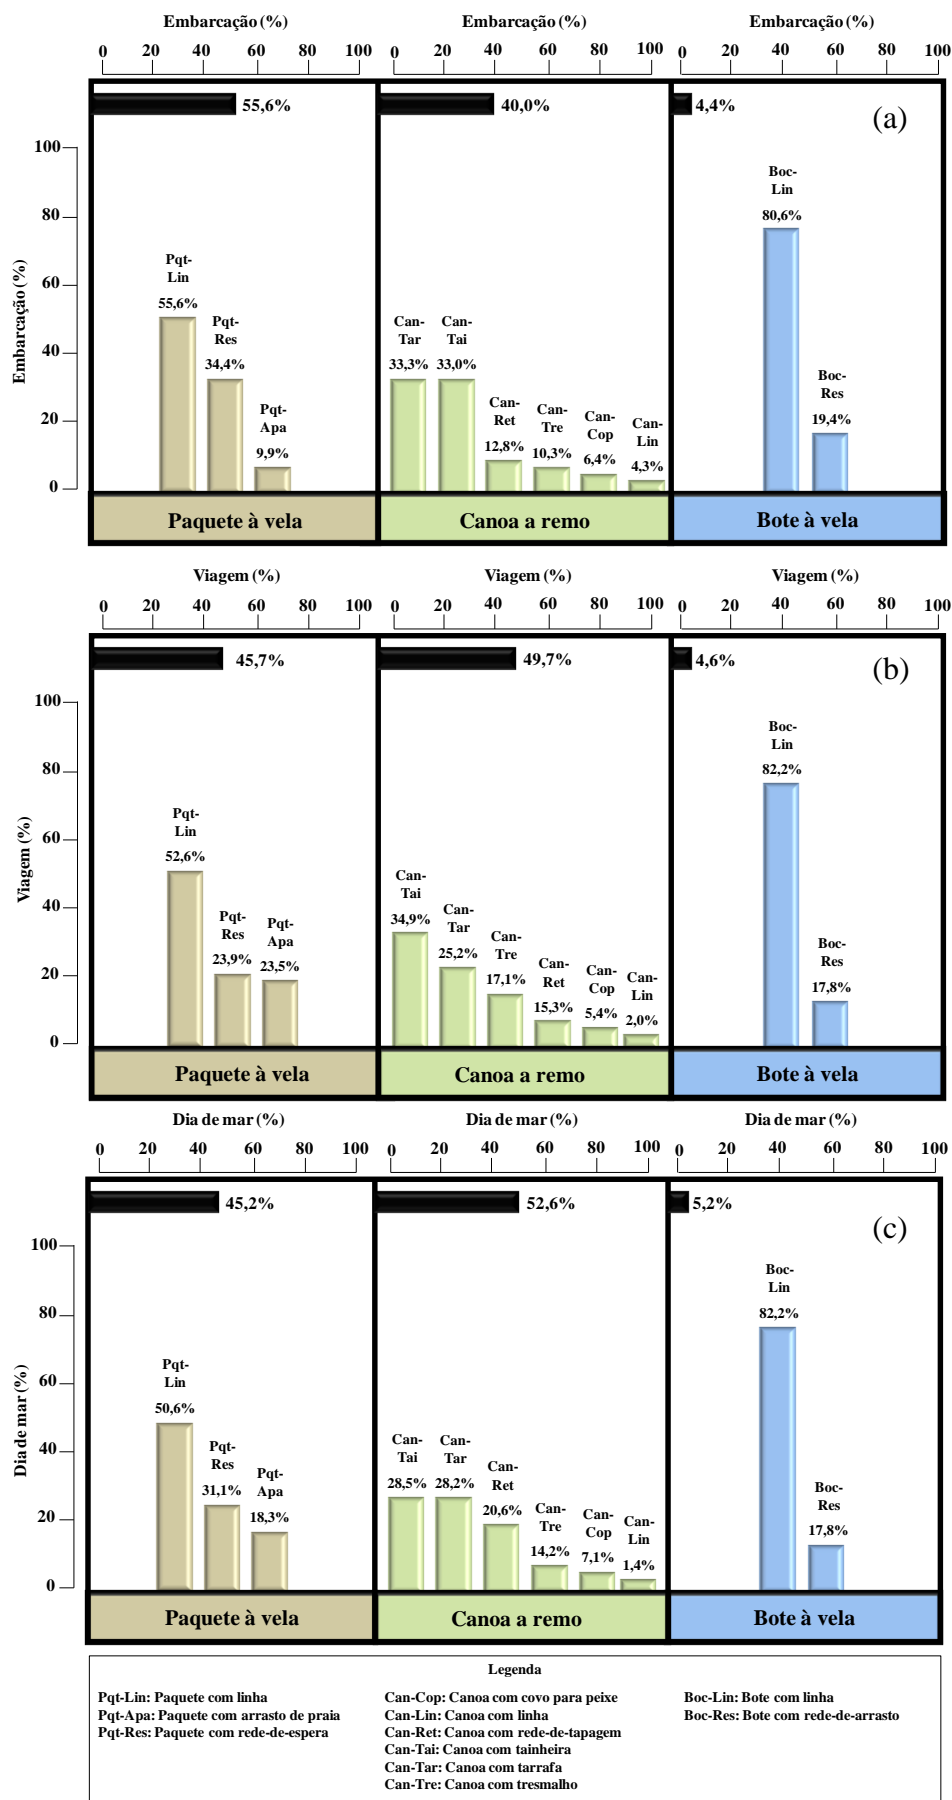 Embarcação (%) Embarcação (%) Embarcação (%)
0 20 40 60 80 100 0 20 40 60 80 100 0 20 40 60 80 100
55,6% 40,0% 4,4% (a)
Embarcação (%)
100
80
60
40
20
0
Pqt-
Lin
55,6%
Pqt-
Res
34,4%
Pqt-
Apa
9,9%
Can-
Tar
33,3%
Can-
Tai
33,0%
Can-
Ret
12,8%
Can-
Tre
10,3%
Can-
Cop
6,4%
Can-
Lin
4,3%
Boc-
Lin
80,6%
Boc-
Res
19,4%
Paquete à vela Canoa a remo Bote à vela
Viagem (%) Viagem (%) Viagem (%)
0 20 40 60 80 100 0 20 40 60 80 100 0 20 40 60 80 100
45,7% 49,7% 4,6% (b)
Viagem (%)
100
80
60
40
20
0
Pqt-
Lin
52,6%
Pqt-
Res
23,9%
Pqt-
Apa
23,5%
Can-
Tai
34,9%
Can-
Tar
25,2%
Can-
Tre
17,1%
Can-
Ret
15,3%
Can-
Cop
5,4%
Can-
Lin
2,0%
Boc-
Lin
82,2%
Boc-
Res
17,8%
Paquete à vela Canoa a remo Bote à vela
Dia de mar (%) Dia de mar (%) Dia de mar (%)
0 20 40 60 80 100 0 20 40 60 80 100 0 20 40 60 80 100
45,2% 52,6% 5,2% (c)
Dia de mar (%)
100
80
60
40
20
0
Pqt-
Lin
50,6%
Pqt-
Res
31,1%
Pqt-
Apa
18,3%
Can-
Tai
28,5%
Can-
Tar
28,2%
Can-
Ret
20,6%
Can-
Tre
14,2%
Can-
Cop
7,1%
Can-
Lin
1,4%
Boc-
Lin
82,2%
Boc-
Res
17,8%
Paquete à vela Canoa a remo Bote à vela
Legenda
Pqt-Lin: Paquete com linha
Pqt-Apa: Paquete com arrasto de praia
Pqt-Res: Paquete com rede-de-espera
Can-Cop: Canoa com covo para peixe
Can-Lin: Canoa com linha
Can-Ret: Canoa com rede-de-tapagem
Can-Tai: Canoa com tainheira
Can-Tar: Canoa com tarrafa
Can-Tre: Canoa com tresmalho
Boc-Lin: Bote com linha
Boc-Res: Bote com rede-de-arrasto